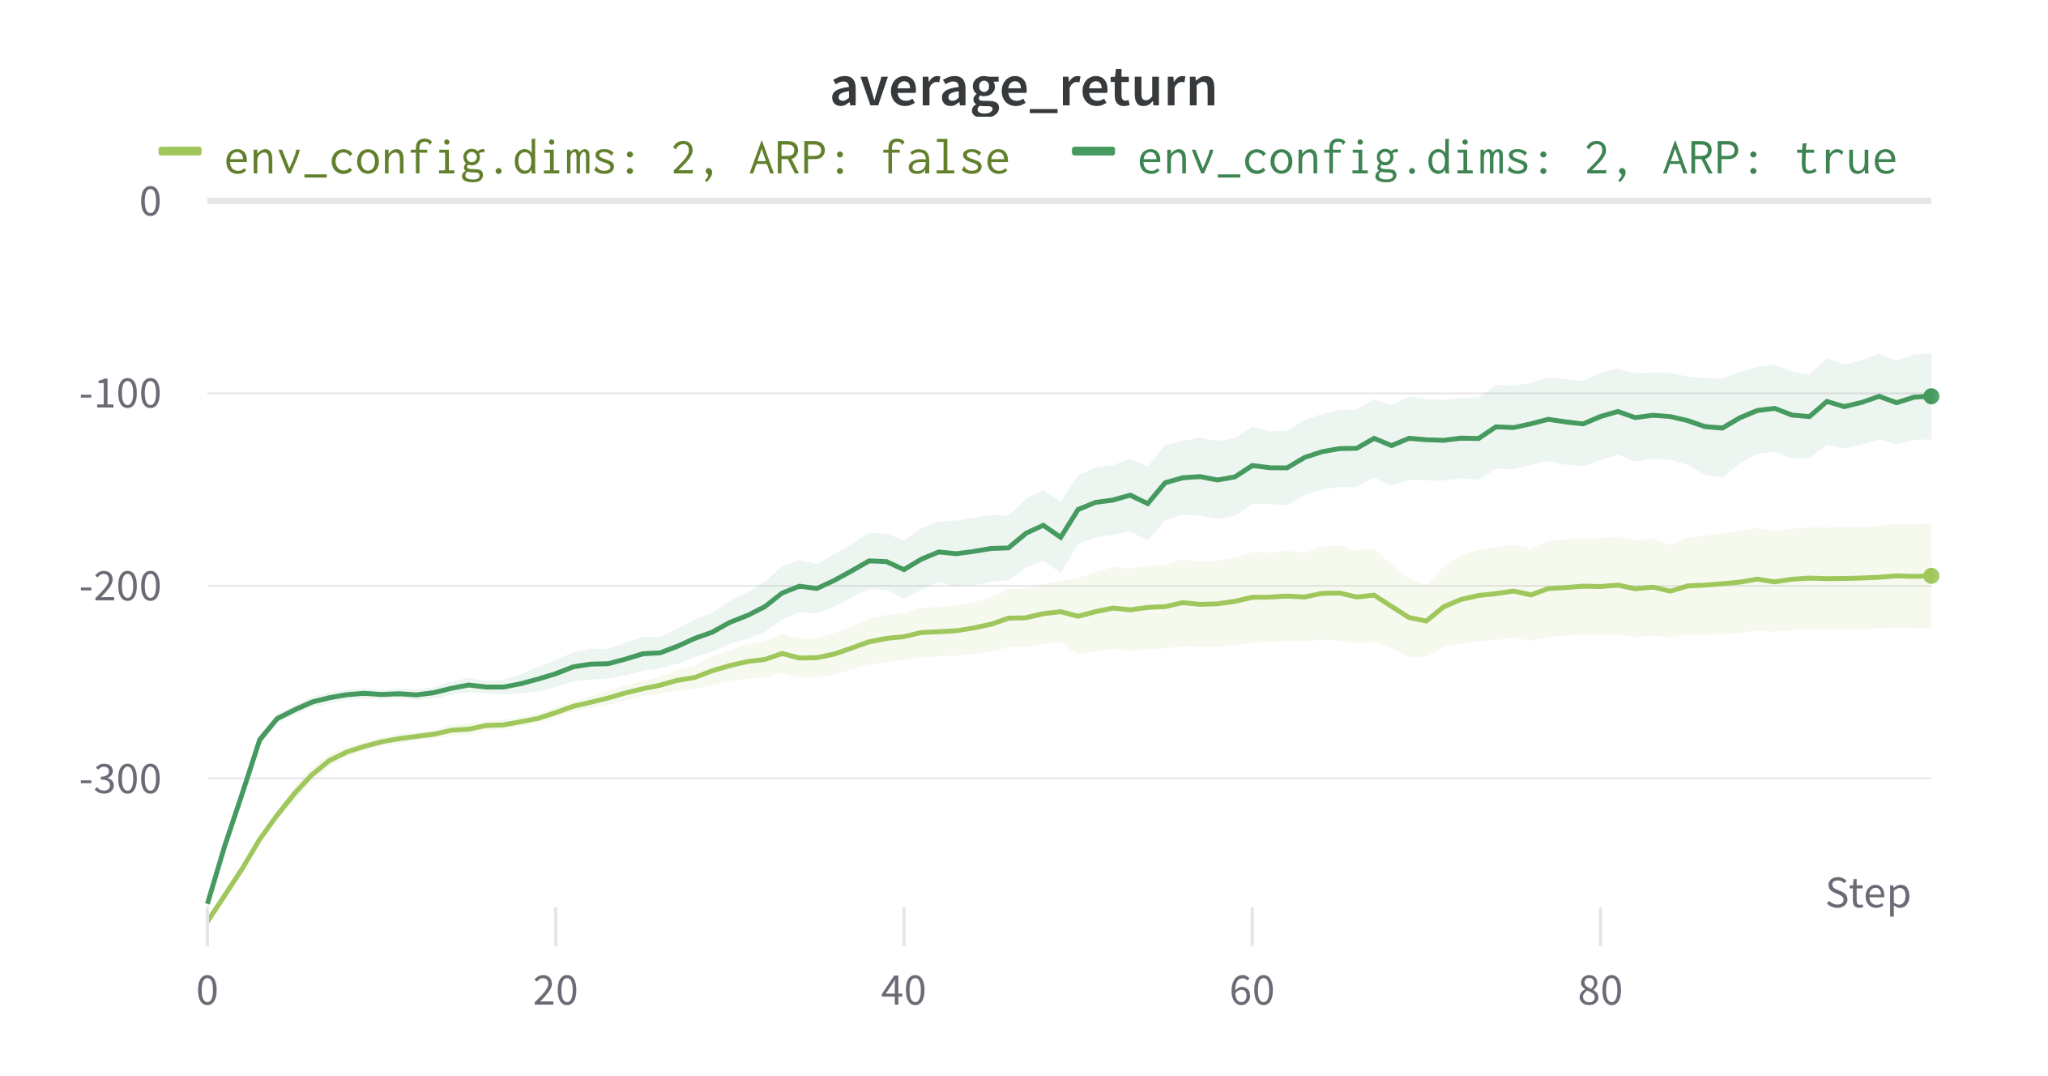 average_return
env_config.dims: 2, ARP: false env_config.dims: 2, ARP: true
0
-100
-200
-300
Step
0 20 40 60 80